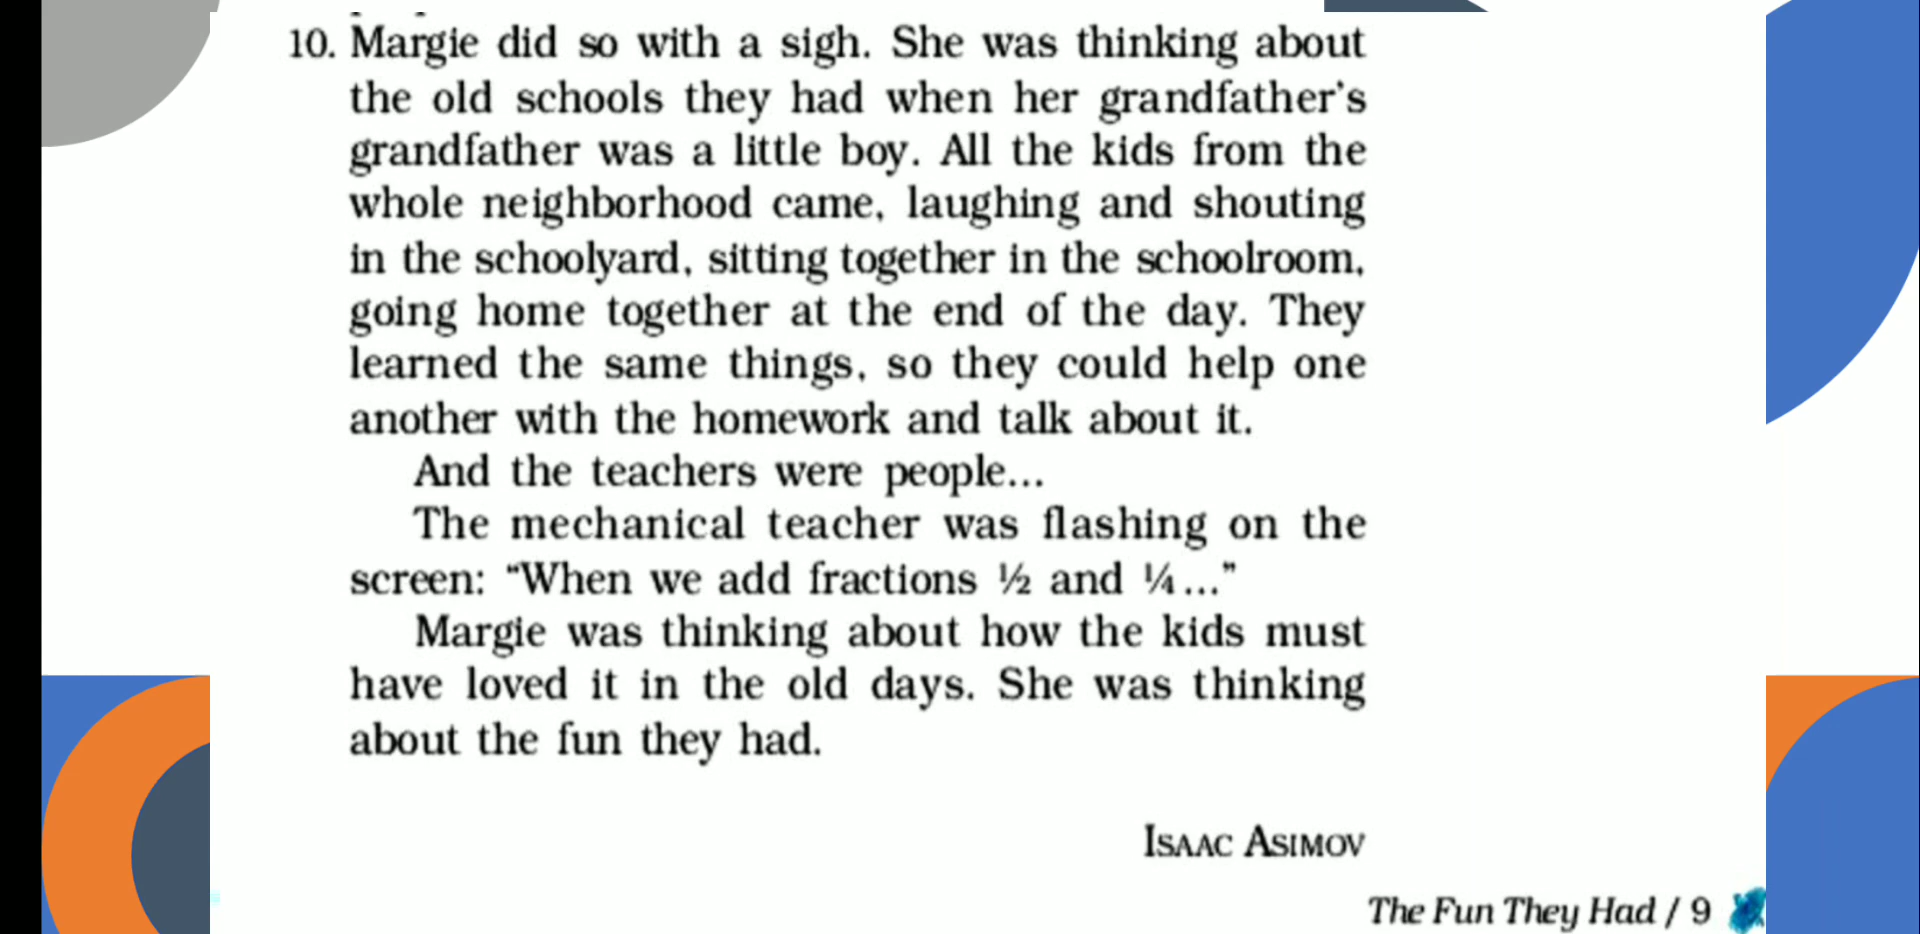 10. Margie did so with a sigh. She was thinking about
the old schools they had when her grandfather's
grandfather was a little boy. All the kids from the
whole neighborhood came, laughing and shouting
in the schoolyard, sitting together in the schoolroom,
going home together at the end of the day. They
learned the same things, so they could help one
another with the homework and talk about it.
And the teachers were people...
The mechanical teacher was flashing on the
screen: “When we add fractions ½ and ¼...”
Margie was thinking about how the kids must
have loved it in the old days. She was thinking
about the fun they had.
ISAAC ASIMOV
The Fun They Had / 9